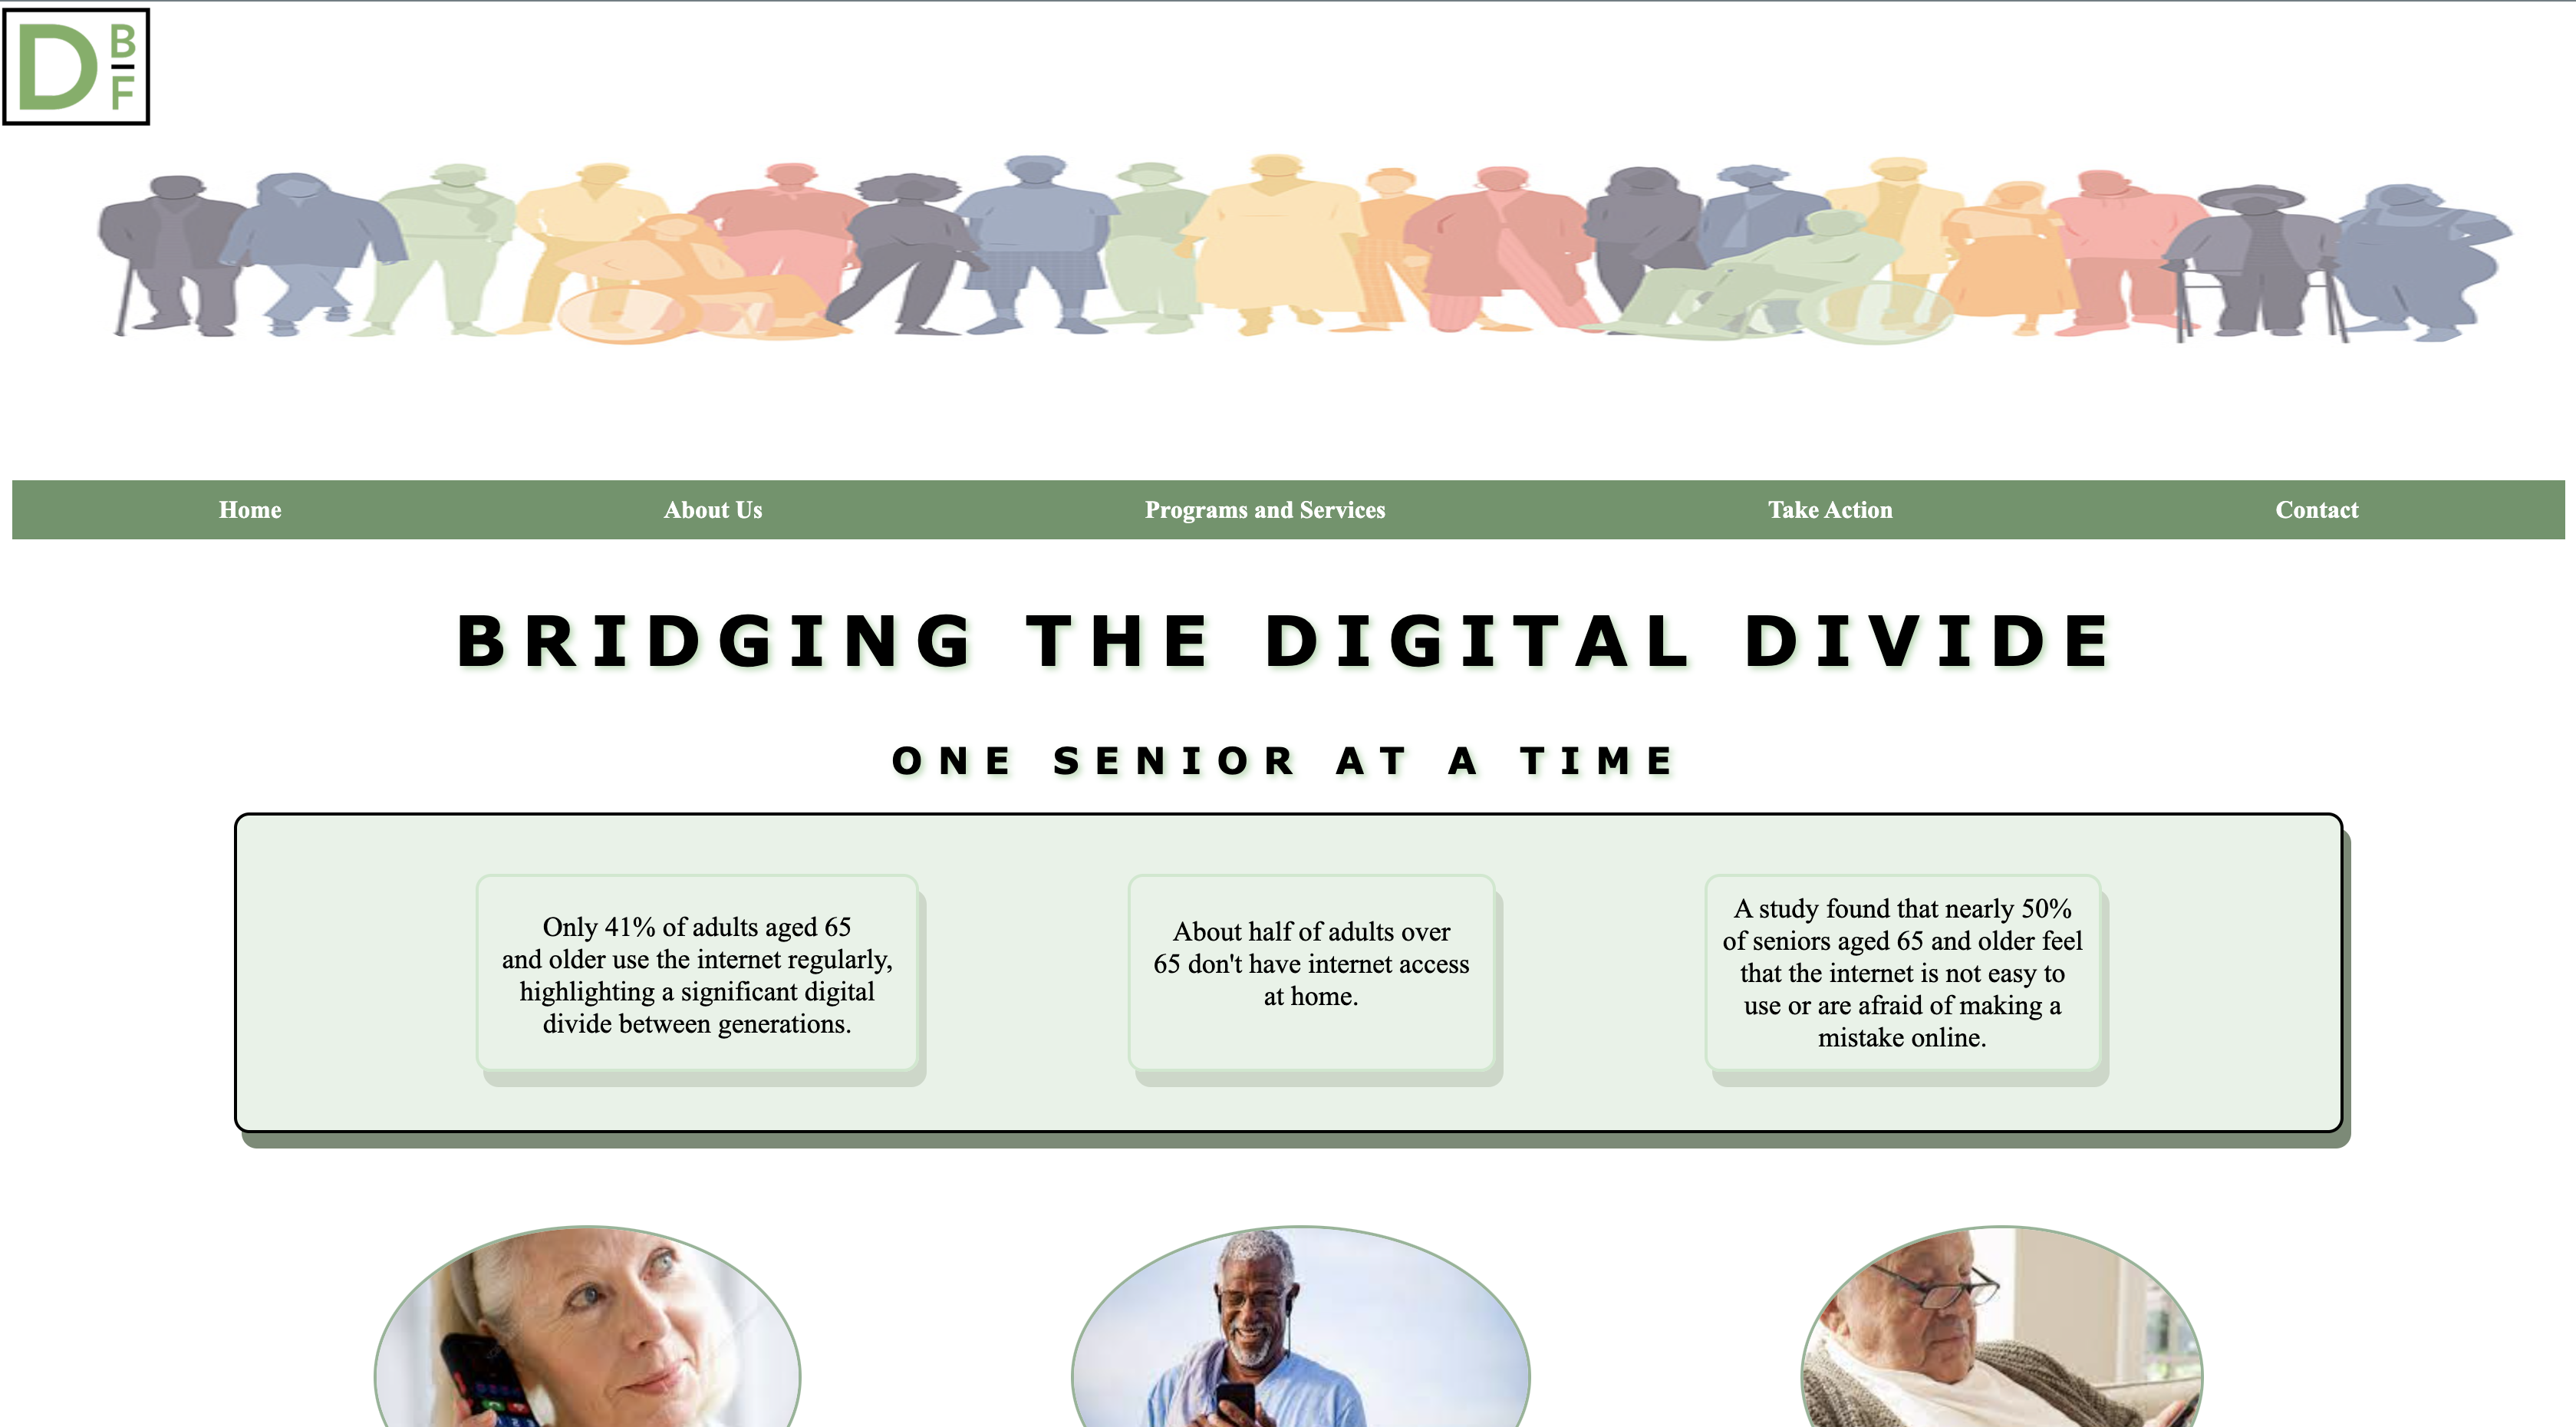 D B
F
Home About Us Programs and Services Take Action Contact
BRIDGING THE DIGITAL DIVIDE
ONE SENIOR AT A TIME
Only 41% of adults aged 65
and older use the internet regularly,
highlighting a significant digital
divide between generations.
About half of adults over
65 don't have internet access
at home.
A study found that nearly 50%
of seniors aged 65 and older feel
that the internet is not easy to
use or are afraid of making a
mistake online.